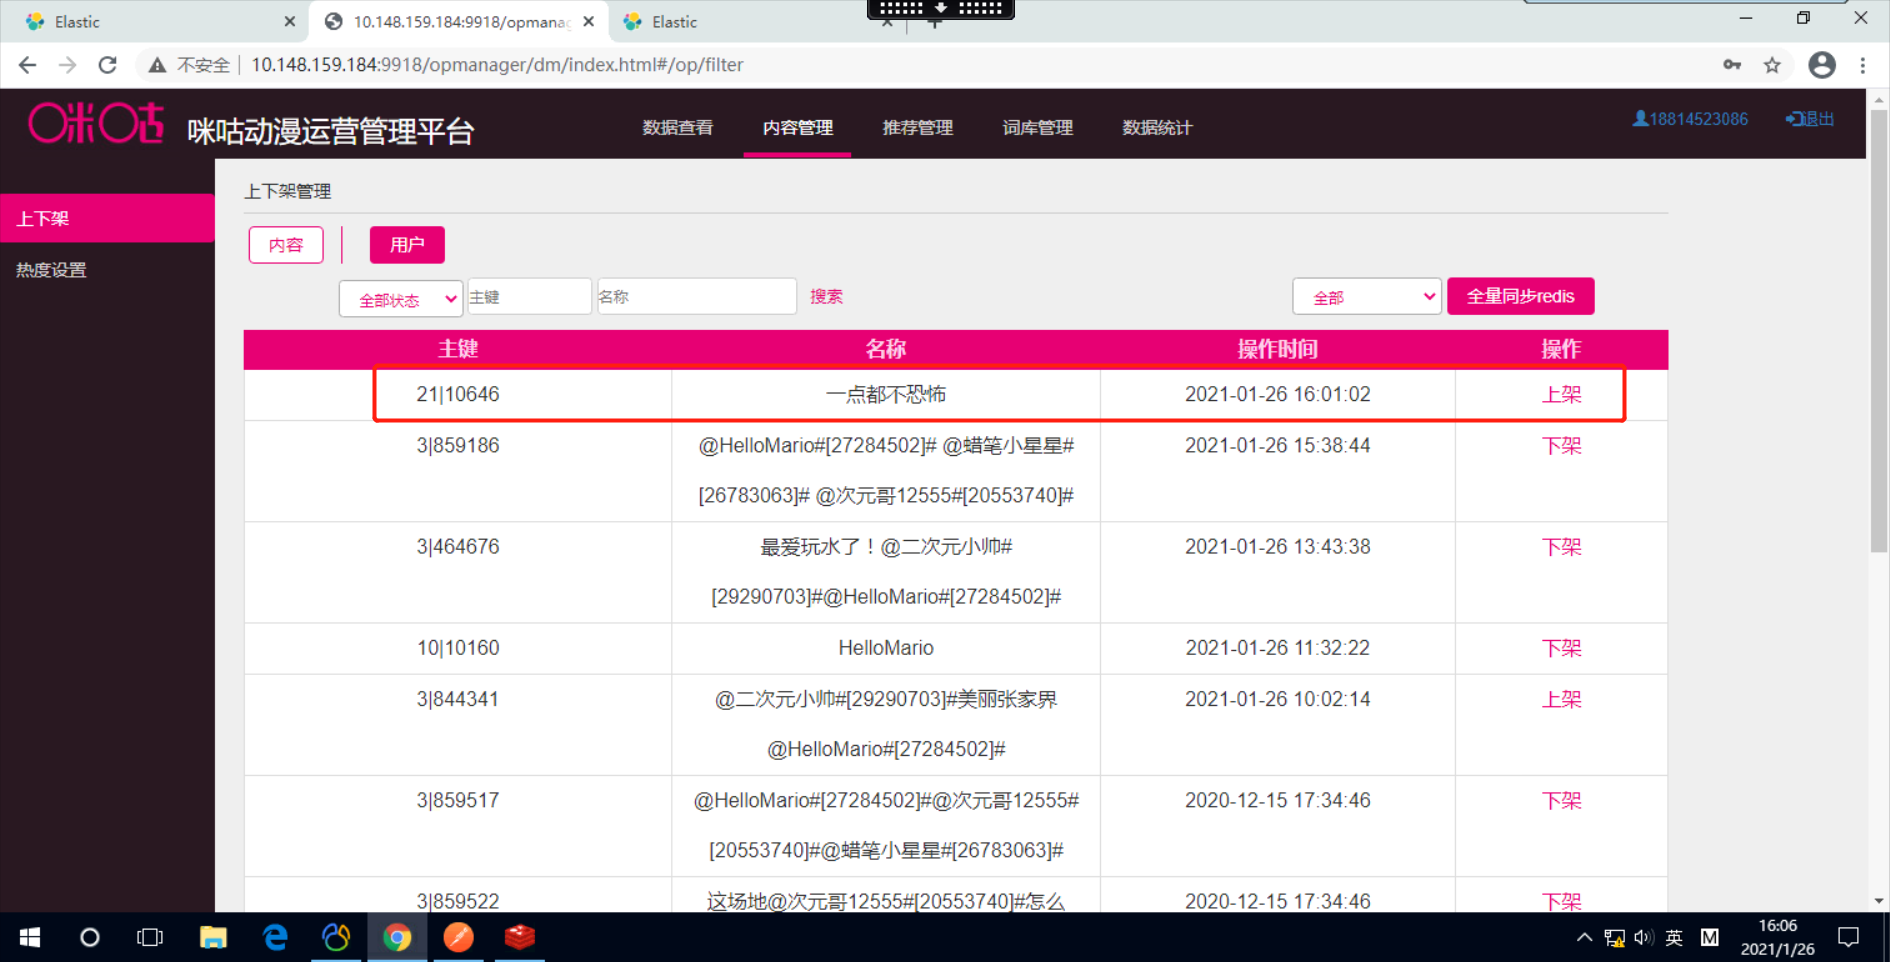 Elastic
10.148.159.184:9918/opmanag
Elastic
不安全
10.148.159.184:9918/opmanager/dm/index.html#/op/filter
咪咕
咪咕动漫运营管理平台
数据查看
内容管理
推荐管理
词库管理
数据统计
18814523086
退出
上下架
热度设置
上下架管理
内容
用户
全部状态
主键
名称
搜索
全部
全量同步redis
主键 名称 操作时间 操作
21|10646 一点都不恐怖 2021-01-26 16:01:02 上架
3|859186 @HelloMario#[27284502]# @蜡笔小星星# 2021-01-26 15:38:44 下架
[26783063]# @次元哥12555#[20553740]#
3|464676 最爱玩水了！@二次元小帅# 2021-01-26 13:43:38 下架
[29290703]#@HelloMario#[27284502]#
10|10160 HelloMario 2021-01-26 11:32:22 下架
3|844341 @二次元小帅#[29290703]#美丽张家界 2021-01-26 10:02:14 上架
@HelloMario#[27284502]#
3|859517 @HelloMario#[27284502]#@次元哥12555# 2020-12-15 17:34:46 下架
[20553740]#@蜡笔小星星#[26783063]#
3|859522 这场地@次元哥12555#[20553740]#怎么 2020-12-15 17:34:46 下架
英
M
16:06
2021/1/26